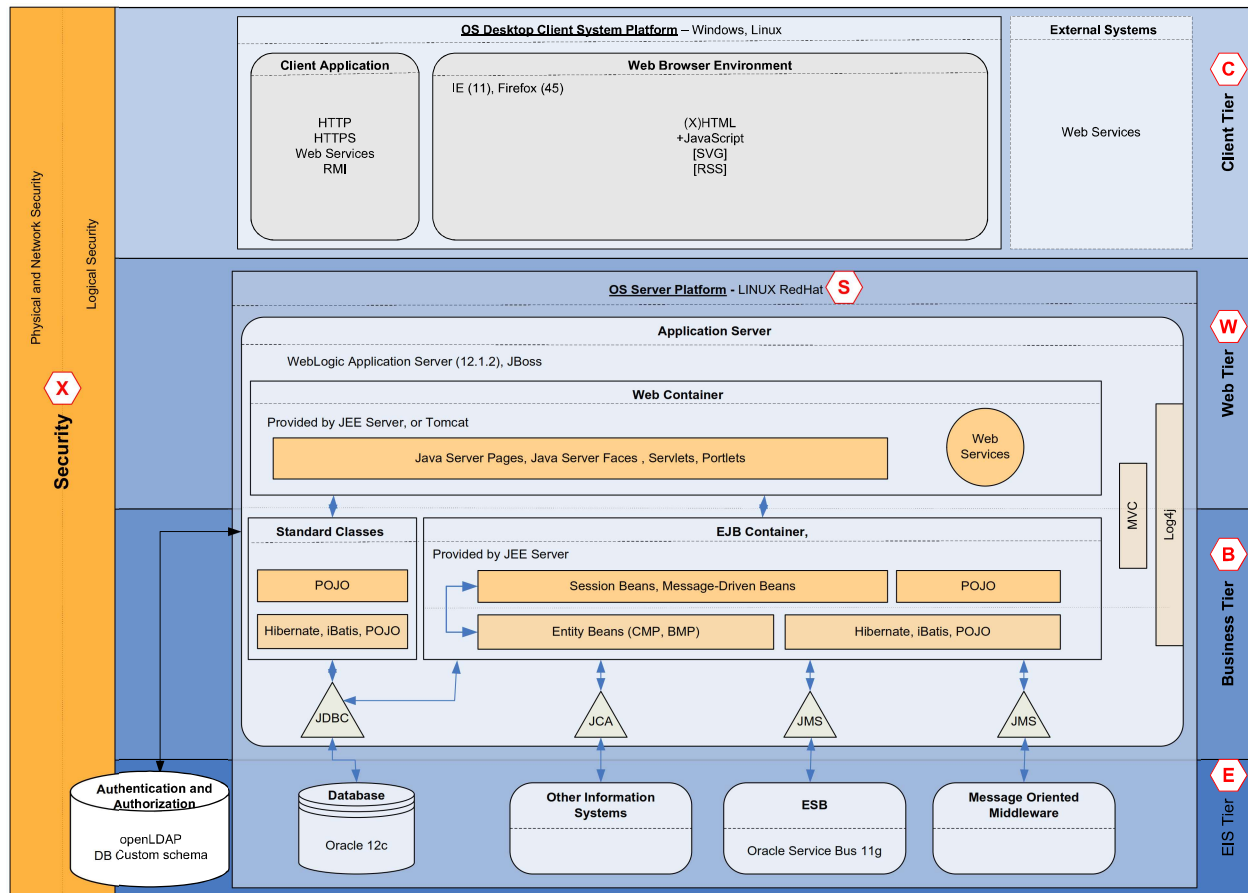 OS Desktop Client System Platform – Windows, Linux
Client Application
HTTP
HTTPS
Web Services
RMI
Web Browser Environment
IE (11), Firefox (45)
(X)HTML
+JavaScript
[SVG]
[RSS]
External Systems
Web Services
C
Client Tier
Physical and Network Security
Logical Security
X
Security
OS Server Platform - LINUX RedHat
S
Application Server
WebLogic Application Server (12.1.2), JBoss
Web Container
Provided by JEE Server, or Tomcat
Java Server Pages, Java Server Faces , Servlets, Portlets
Web
Services
W
Web Tier
MVC
Log4j
Standard Classes
POJO
Hibernate, iBatis, POJO
EJB Container,
Provided by JEE Server
Session Beans, Message-Driven Beans
POJO
Entity Beans (CMP, BMP)
Hibernate, iBatis, POJO
B
Business Tier
JDBC
JCA
JMS
JMS
Authentication and
Authorization
openLDAP
DB Custom schema
Database
Oracle 12c
Other Information
Systems
ESB
Oracle Service Bus 11g
Message Oriented
Middleware
E
EIS Tier